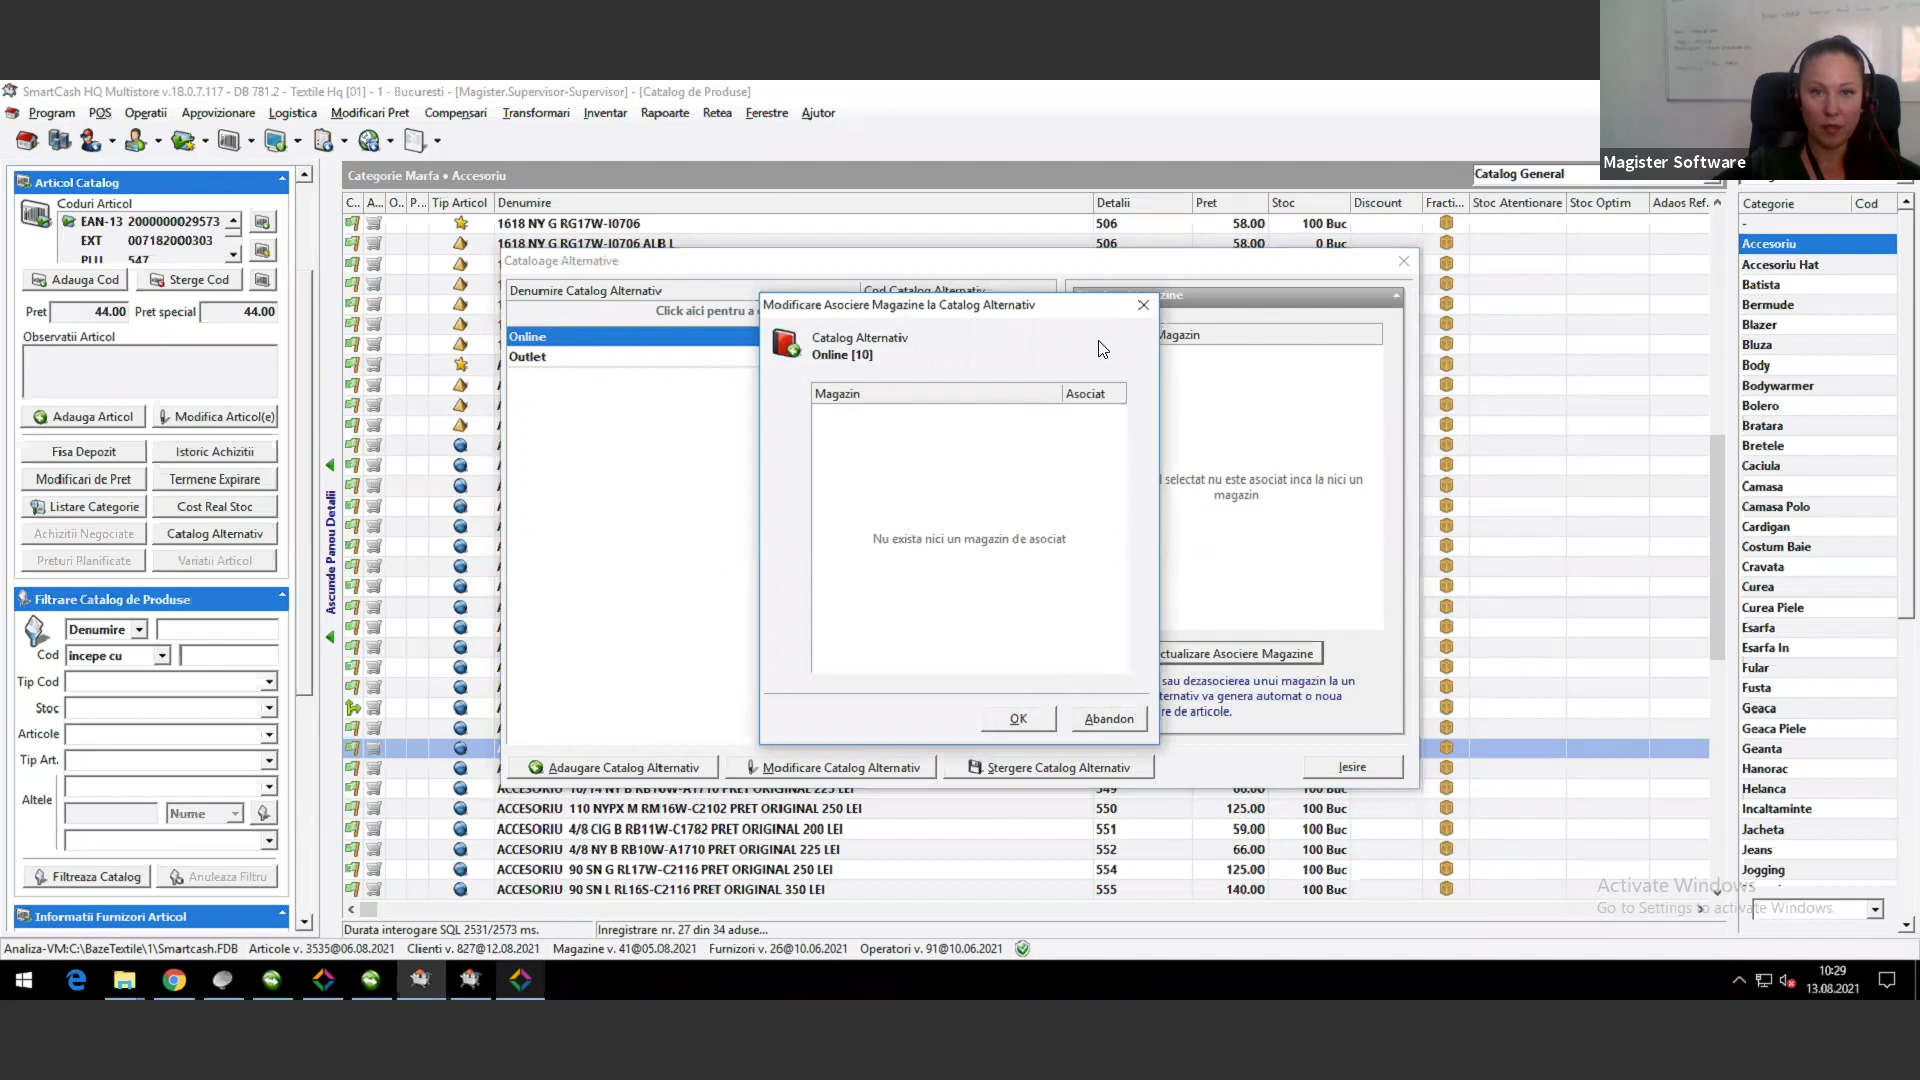 Magister Software
SmartCash HQ Multistore v.18.0.7.117 - DB 781.2 - Textile Hq [01] - 1 - Bucuresti - [Magister.Supervisor-Supervisor] - [Catalog de Produse]
Program POS Operatii Aprovizionare Logistica Modificari Pret Compensari Transformari Inventar Rapoarte Retea Ferestre Ajutor
Articol Catalog
Coduri Articol
EAN-13 2000000029573
EXT 007182000303
PLU 547
Adauga Cod Sterge Cod
Pret 44.00 Pret special 44.00
Observatii Articol
Adauga Articol Modifica Articol(e)
Fisa Depozit Istoric Achizitii
Modificari de Pret Termene Expirare
Listare Categorie Cost Real Stoc
Achizitii Negociate Catalog Alternativ
Preturi Planificate Variatii Articol
Filtrare Catalog de Produse
Denumire
Cod incepe cu
Tip Cod
Stoc
Articole
Tip Art.
Altele
Nume
Filtreaza Catalog Anuleaza Filtru
Informatii Furnizori Articol
Ascunde Panou Detalii
Categorie Marfa • Accesoriu
Catalog General
C.. A... O.. P... Tip Articol Denumire Detalii Pret Stoc Discount Fracti... Stoc Atentionare Stoc Optim Adaos Ref.
1618 NY G RG17W-I0706 506 58.00 100 Buc
1618 NY G RG17W-I0706 ALB L 506 58.00 0 Buc
Cataloage Alternative
Denumire Catalog Alternativ Cod Catalog Alternativ
Click aici pentru a
Online
Outlet
zine
Magazin
l selectat nu este asociat inca la nici un
magazin
ctualizare Asociere Magazine
sau dezasocierea unui magazin la un
ternativ va genera automat o noua
re de articole.
Adaugare Catalog Alternativ Modificare Catalog Alternativ Stergere Catalog Alternativ Iesire
Modificare Asociere Magazine la Catalog Alternativ
Catalog Alternativ
Online [10]
Magazin Asociat
Nu exista nici un magazin de asociat
OK Abandon
ACCESORIU 10/14 NY B RB10W-A1710 PRET ORIGINAL 225 LEI 549 66.00 100 Buc
ACCESORIU 110 NYPX M RM16W-C2102 PRET ORIGINAL 250 LEI 550 125.00 100 Buc
ACCESORIU 4/8 CIG B RB11W-C1782 PRET ORIGINAL 200 LEI 551 59.00 100 Buc
ACCESORIU 4/8 NY B RB10W-A1710 PRET ORIGINAL 225 LEI 552 66.00 100 Buc
ACCESORIU 90 SN G RL17W-C2116 PRET ORIGINAL 250 LEI 554 125.00 100 Buc
ACCESORIU 90 SN L RL16S-C2116 PRET ORIGINAL 350 LEI 555 140.00 100 Buc
Categorie Cod
-
Accesoriu
Accesoriu Hat
Batista
Bermude
Blazer
Bluza
Body
Bodywarmer
Bolero
Bratara
Bretele
Caciula
Camasa
Camasa Polo
Cardigan
Costum Baie
Cravata
Curea
Curea Piele
Esarfa
Esarfa In
Fular
Fusta
Geaca
Geaca Piele
Geanta
Hanorac
Helanca
Incaltaminte
Jacheta
Jeans
Jogging
Activate Windows
Go to Settings to activate Windows.
Durata interogare SQL 2531/2573 ms. Inregistrare nr. 27 din 34 aduse...
Analiza-VM:C:\BazeTextile\1\Smartcash.FDB Articole v. 3535@06.08.2021 Clienti v. 827@12.08.2021 Magazine v. 41@05.08.2021 Furnizori v. 26@10.06.2021 Operatori v. 91@10.06.2021
10:29
13.08.2021